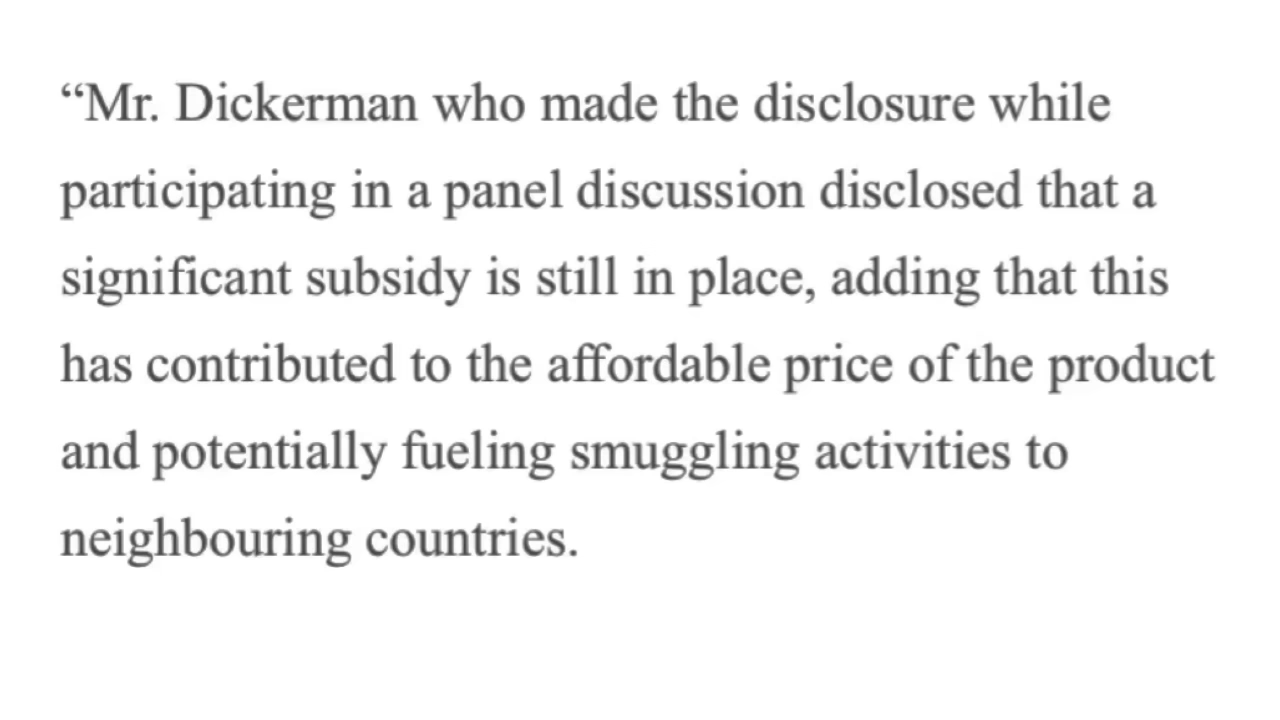 “Mr. Dickerman who made the disclosure while
participating in a panel discussion disclosed that a
significant subsidy is still in place, adding that this
has contributed to the affordable price of the product
and potentially fueling smuggling activities to
neighbouring countries.